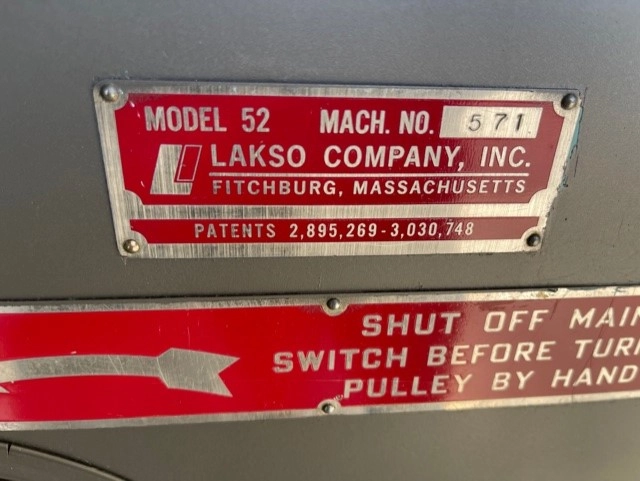 MODEL 52 MACH. NO. 571
LAKSO COMPANY, INC.
FITCHBURG, MASSACHUSETTS
PATENTS 2,895,269-3,030,748
SHUT OFF MAIN
SWITCH BEFORE
PULLEY BY HAND